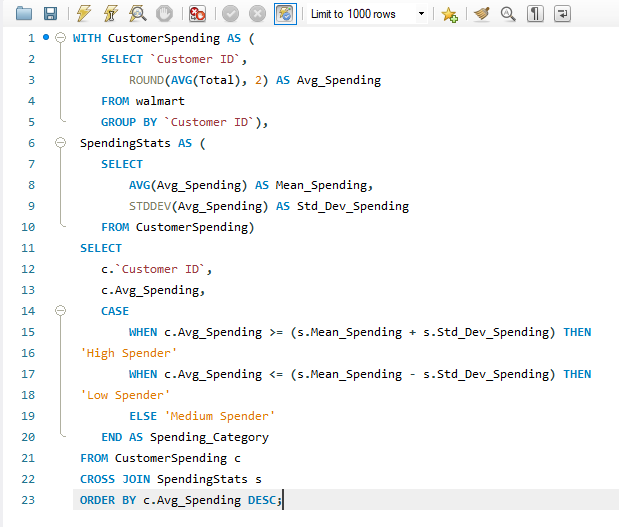 Limit to 1000 rows
1 WITH CustomerSpending AS (
2 SELECT `Customer ID`,
3 ROUND(AVG(Total), 2) AS Avg_Spending
4 FROM walmart
5 GROUP BY `Customer ID`),
6 SpendingStats AS (
7 SELECT
8 AVG(Avg_Spending) AS Mean_Spending,
9 STDDEV(Avg_Spending) AS Std_Dev_Spending
10 FROM CustomerSpending)
11 SELECT
12 c.`Customer ID`,
13 c.Avg_Spending,
14 CASE
15 WHEN c.Avg_Spending >= (s.Mean_Spending + s.Std_Dev_Spending) THEN
16 'High Spender'
17 WHEN c.Avg_Spending <= (s.Mean_Spending - s.Std_Dev_Spending) THEN
18 'Low Spender'
19 ELSE 'Medium Spender'
20 END AS Spending_Category
21 FROM CustomerSpending c
22 CROSS JOIN SpendingStats s
23 ORDER BY c.Avg_Spending DESC;